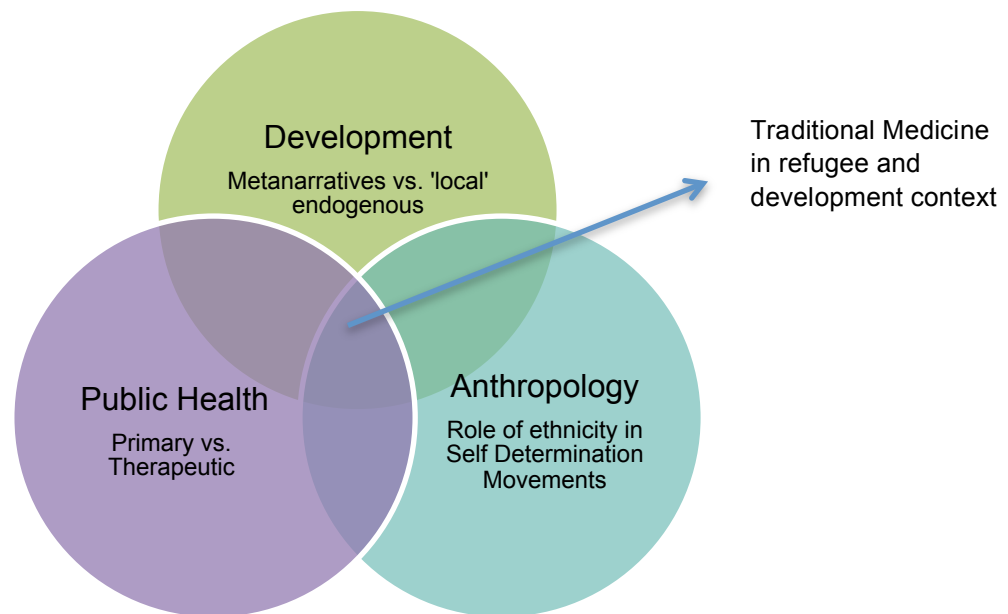 Development
Metanarratives vs. 'local'
endogenous
Traditional Medicine
in refugee and
development context
Public Health
Primary vs.
Therapeutic
Anthropology
Role of ethnicity in
Self Determination
Movements